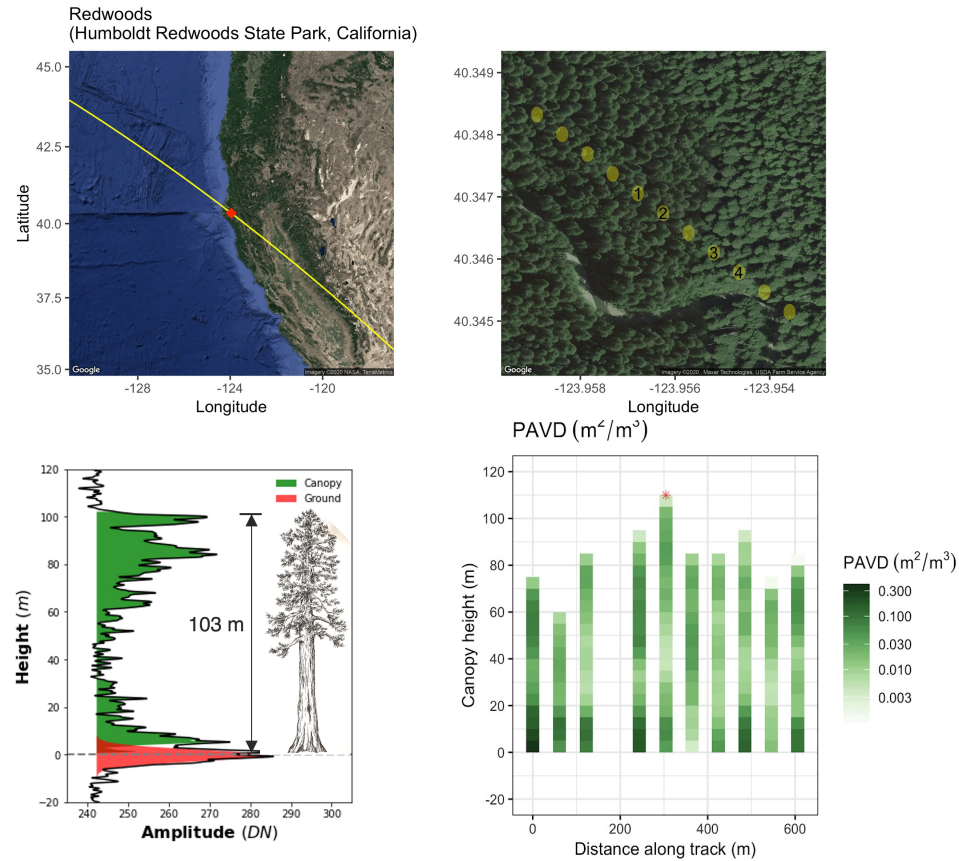 Redwoods
(Humboldt Redwoods State Park, California)
45.0
42.5
40.0
37.5
35.0
Latitude
Google
Imagery ©2020 NASA, TerraMetrics
-128
-124
-120
Longitude
40.349
40.348
40.347
40.346
40.345
1
2
3
4
Google
Imagery ©2020 , Maxar Technologies, USDA Farm Service Agency
-123.958
-123.956
-123.954
Longitude
120
100
80
60
40
20
0
−20
Height (m)
Canopy
Ground
103 m
240
250
260
270
280
290
300
Amplitude (DN)
PAVD (m²/m³)
120
100
80
60
40
20
0
-20
Canopy height (m)
*
0
200
400
600
Distance along track (m)
PAVD (m²/m³)
0.300
0.100
0.030
0.010
0.003